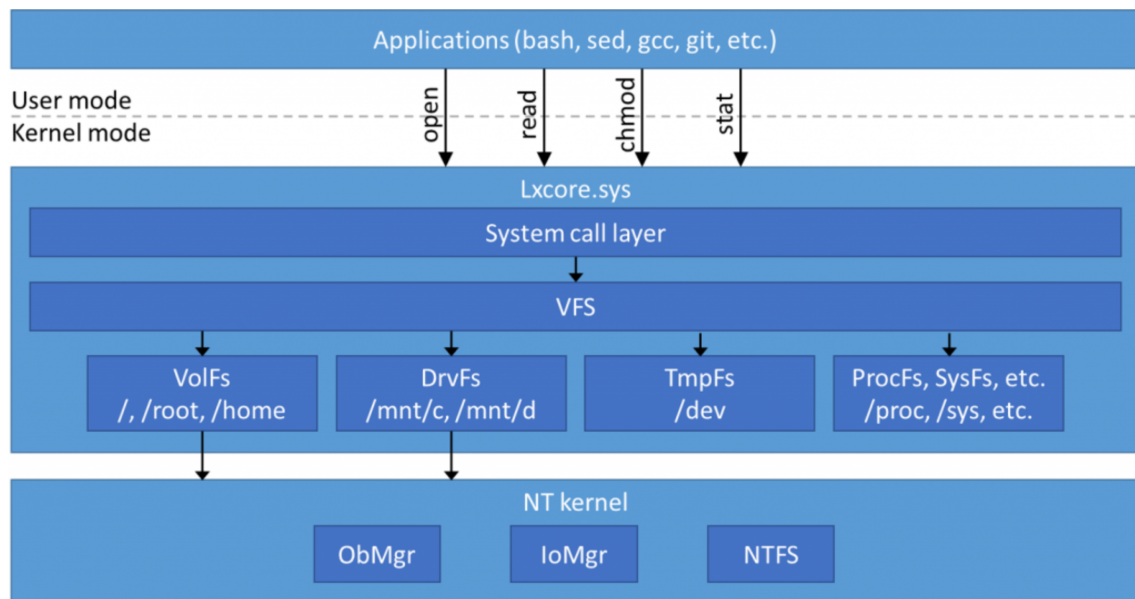 Applications (bash, sed, gcc, git, etc.)
User mode
Kernel mode
open
read
chmod
stat
Lxcore.sys
System call layer
VFS
VolFs
/, /root, /home
DrvFs
/mnt/c, /mnt/d
TmpFs
/dev
ProcFs, SysFs, etc.
/proc, /sys, etc.
NT kernel
ObMgr
IoMgr
NTFS